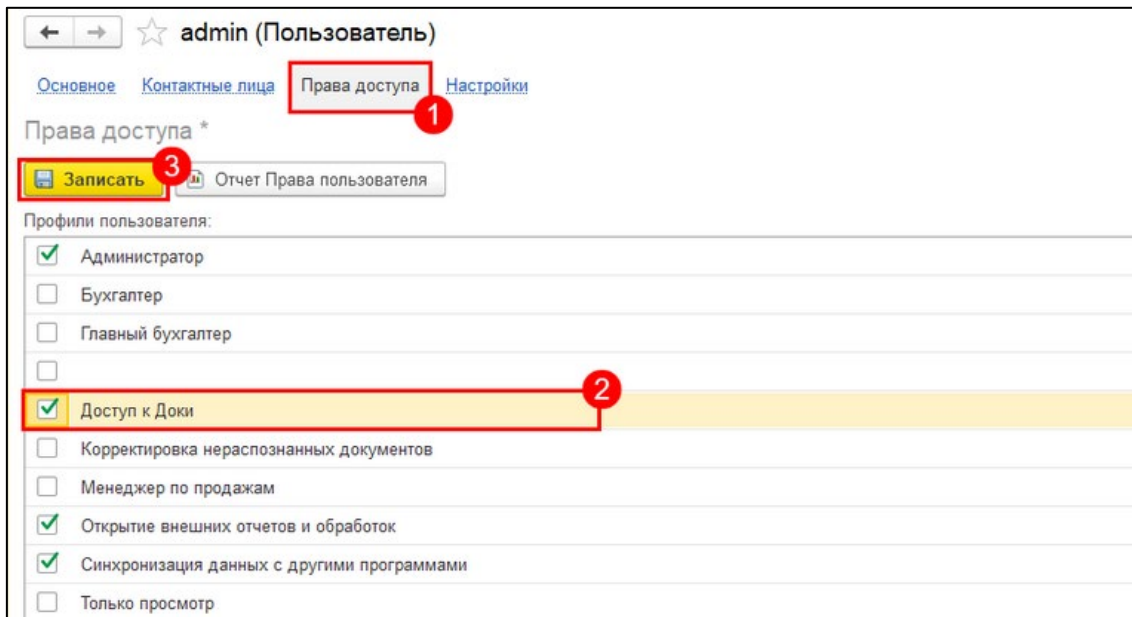 admin (Пользователь)
Основное Контактные лица Права доступа Настройки
1
Права доступа *
Записать 3 Отчет Права пользователя
Профили пользователя:
Администратор
Бухгалтер
Главный бухгалтер
2
Доступ к Доки
Корректировка нераспознанных документов
Менеджер по продажам
Открытие внешних отчетов и обработок
Синхронизация данных с другими программами
Только просмотр